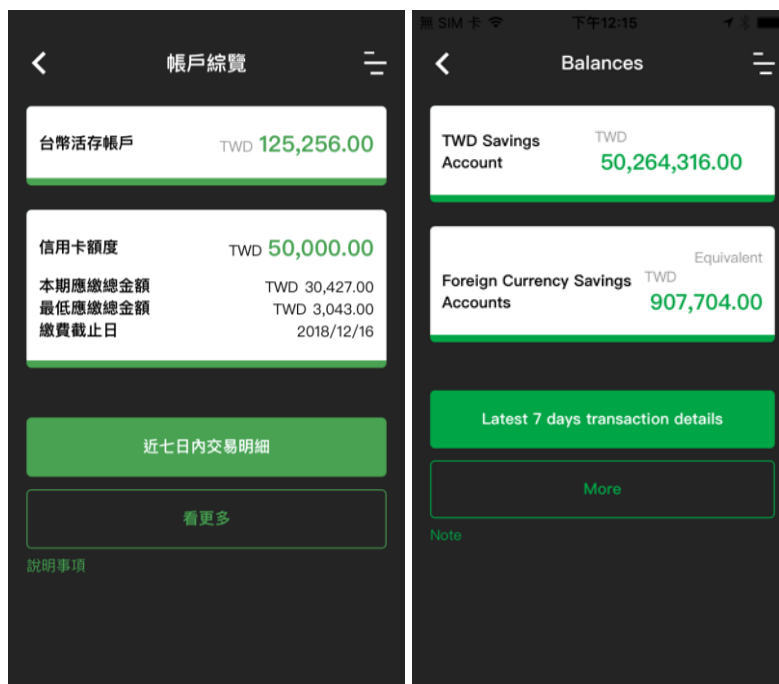 帳戶綜覽
台幣活存帳戶 TWD 125,256.00
信用卡額度 TWD 50,000.00
本期應繳總金額 TWD 30,427.00
最低應繳總金額 TWD 3,043.00
繳費截止日 2018/12/16
近七日內交易明細
看更多
說明事項
無 SIM 卡 下午12:15
Balances
TWD Savings Account TWD 50,264,316.00
Foreign Currency Savings Accounts Equivalent TWD 907,704.00
Latest 7 days transaction details
More
Note